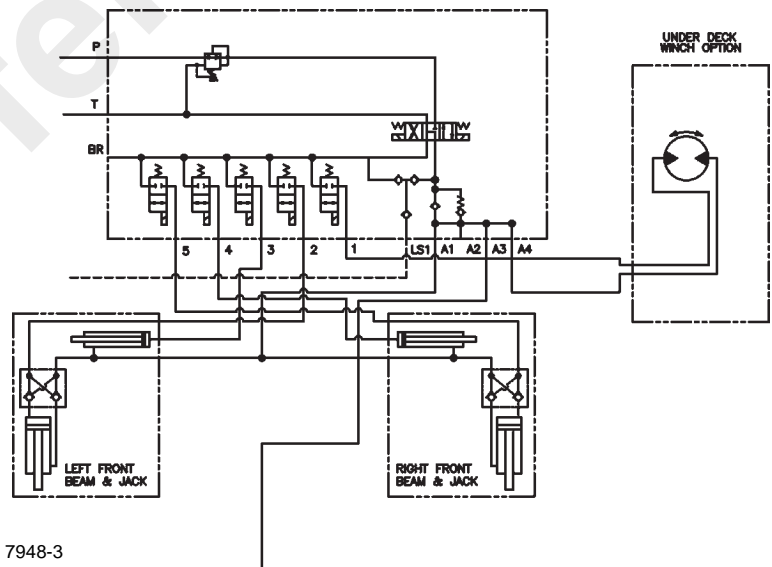 P
T
BR
5
4
3
2
1
LS1
A1
A2
A3
A4
UNDER DECK
WINCH OPTION
LEFT FRONT
BEAM & JACK
RIGHT FRONT
BEAM & JACK
7948-3